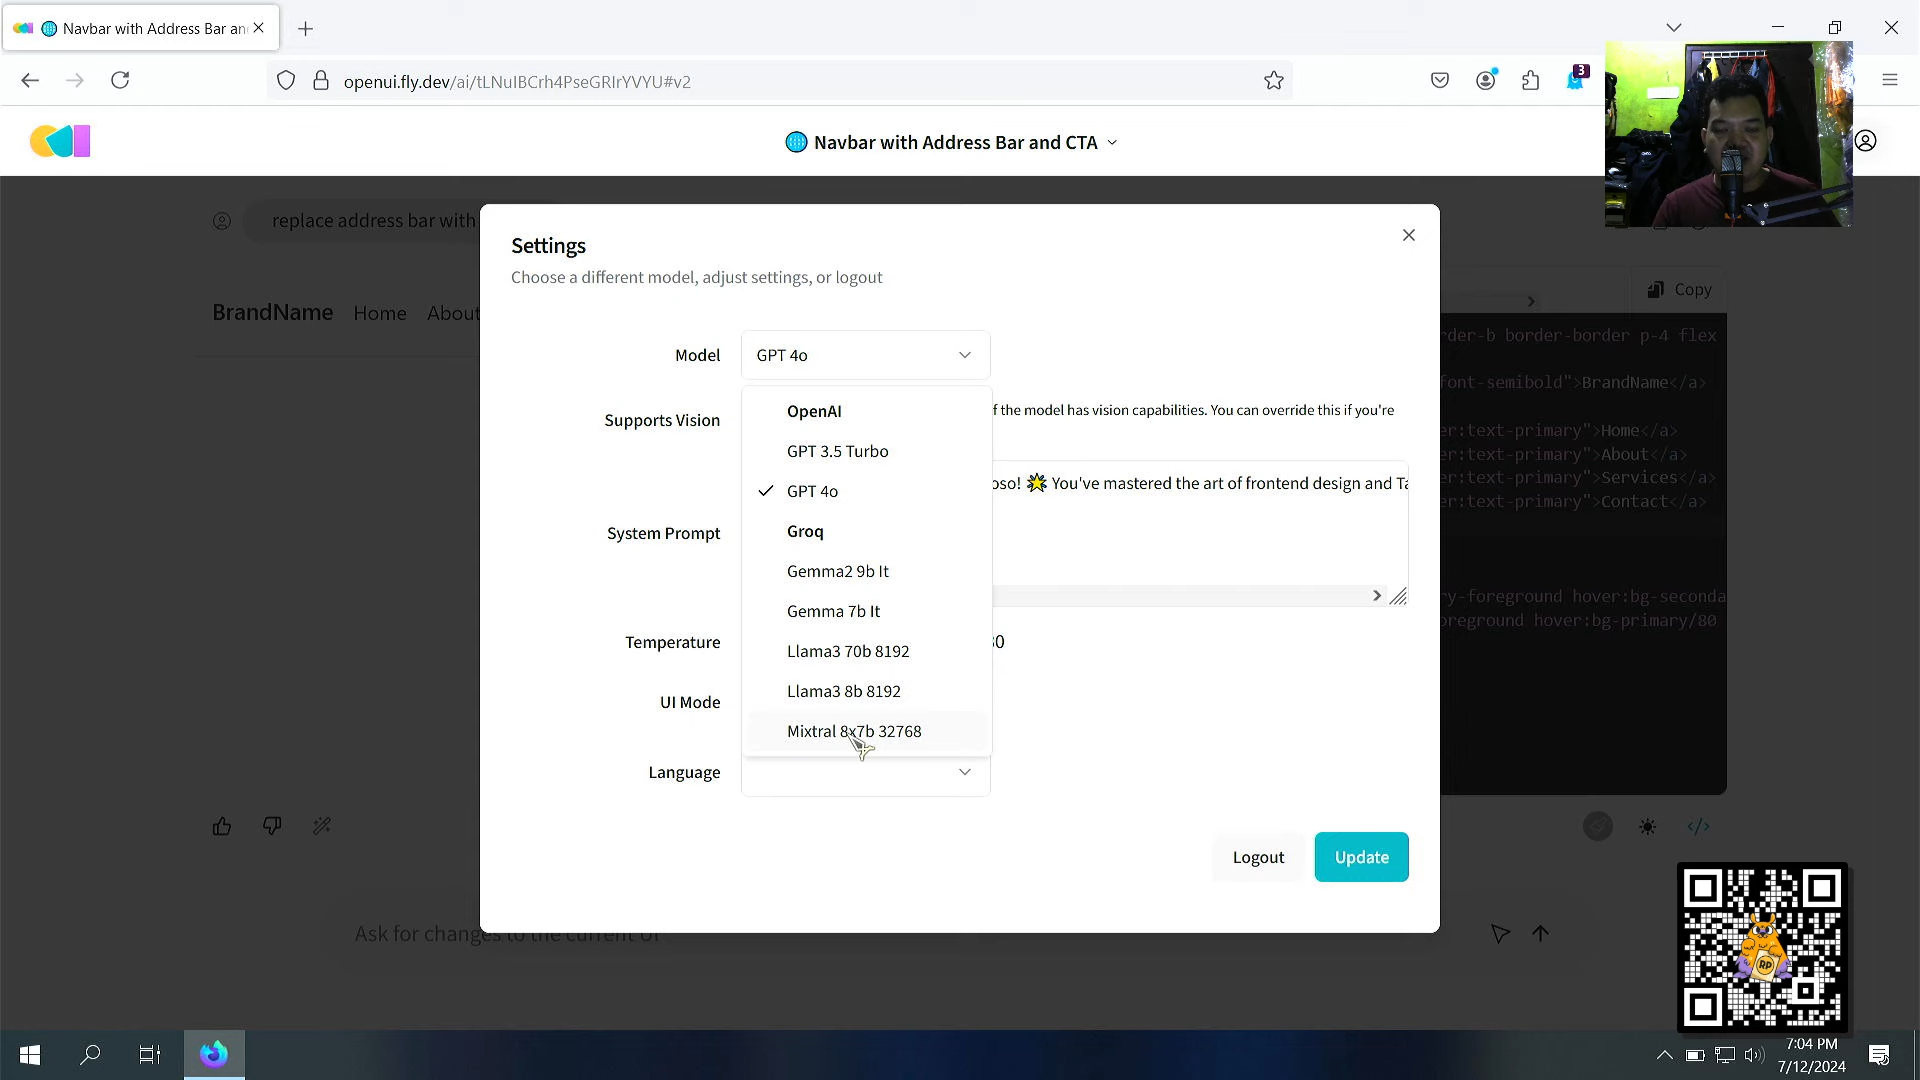 Navbar with Address Bar an
openui.fly.dev/ai/tLNuIBCrh4PseGRIrYVYU#v2
3
Navbar with Address Bar and CTA
replace address bar with
BrandName Home About
Settings
Choose a different model, adjust settings, or logout
Copy
Model GPT 4o
Supports Vision
f the model has vision capabilities. You can override this if you're
OpenAI
GPT 3.5 Turbo
GPT 4o
Groq
Gemma2 9b It
Gemma 7b It
Llama3 70b 8192
Llama3 8b 8192
Mixtral 8x7b 32768
System Prompt
oso! 🌟 You've mastered the art of frontend design and Ta
Temperature
UI Mode
Language
Logout
Update
der-b border-border p-4 flex
font-semibold">BrandName</a>
er:text-primary">Home</a>
er:text-primary">About</a>
er:text-primary">Services</a>
er:text-primary">Contact</a>
ry-foreground hover:bg-seconda
oreground hover:bg-primary/80
Ask for changes to the current UI
RP
7:04 PM
7/12/2024